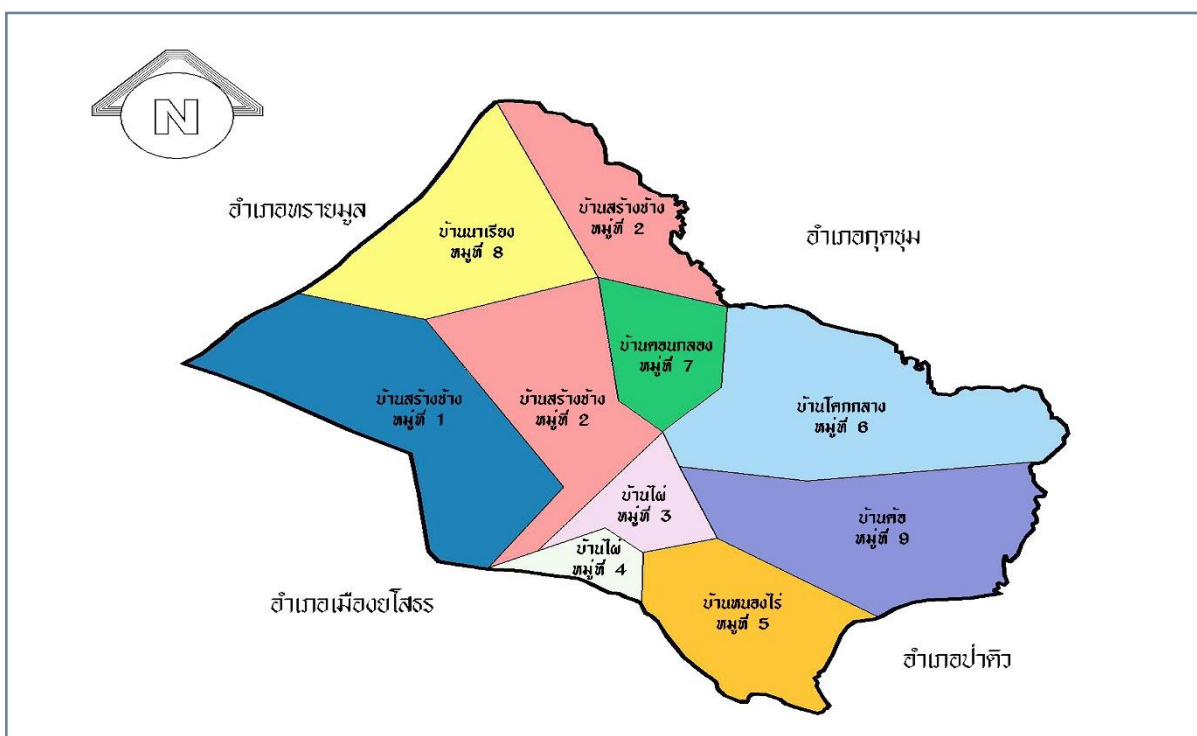 N
อำเภอทรายมูล
บ้านสร้างช้าง
หมู่ที่ 2
อำเภอกุดชุม
บ้านนาเรียง
หมู่ที่ 8
บ้านดอนกลอง
หมู่ที่ 7
บ้านสร้างช้าง
หมู่ที่ 1
บ้านสร้างช้าง
หมู่ที่ 2
บ้านโคกกลาง
หมู่ที่ 6
บ้านไผ่
หมู่ที่ 3
บ้านค้อ
หมู่ที่ 9
บ้านไผ่
หมู่ที่ 4
อำเภอเมืองยโสธร
บ้านหนองไร่
หมู่ที่ 5
อำเภอป่าติ้ว